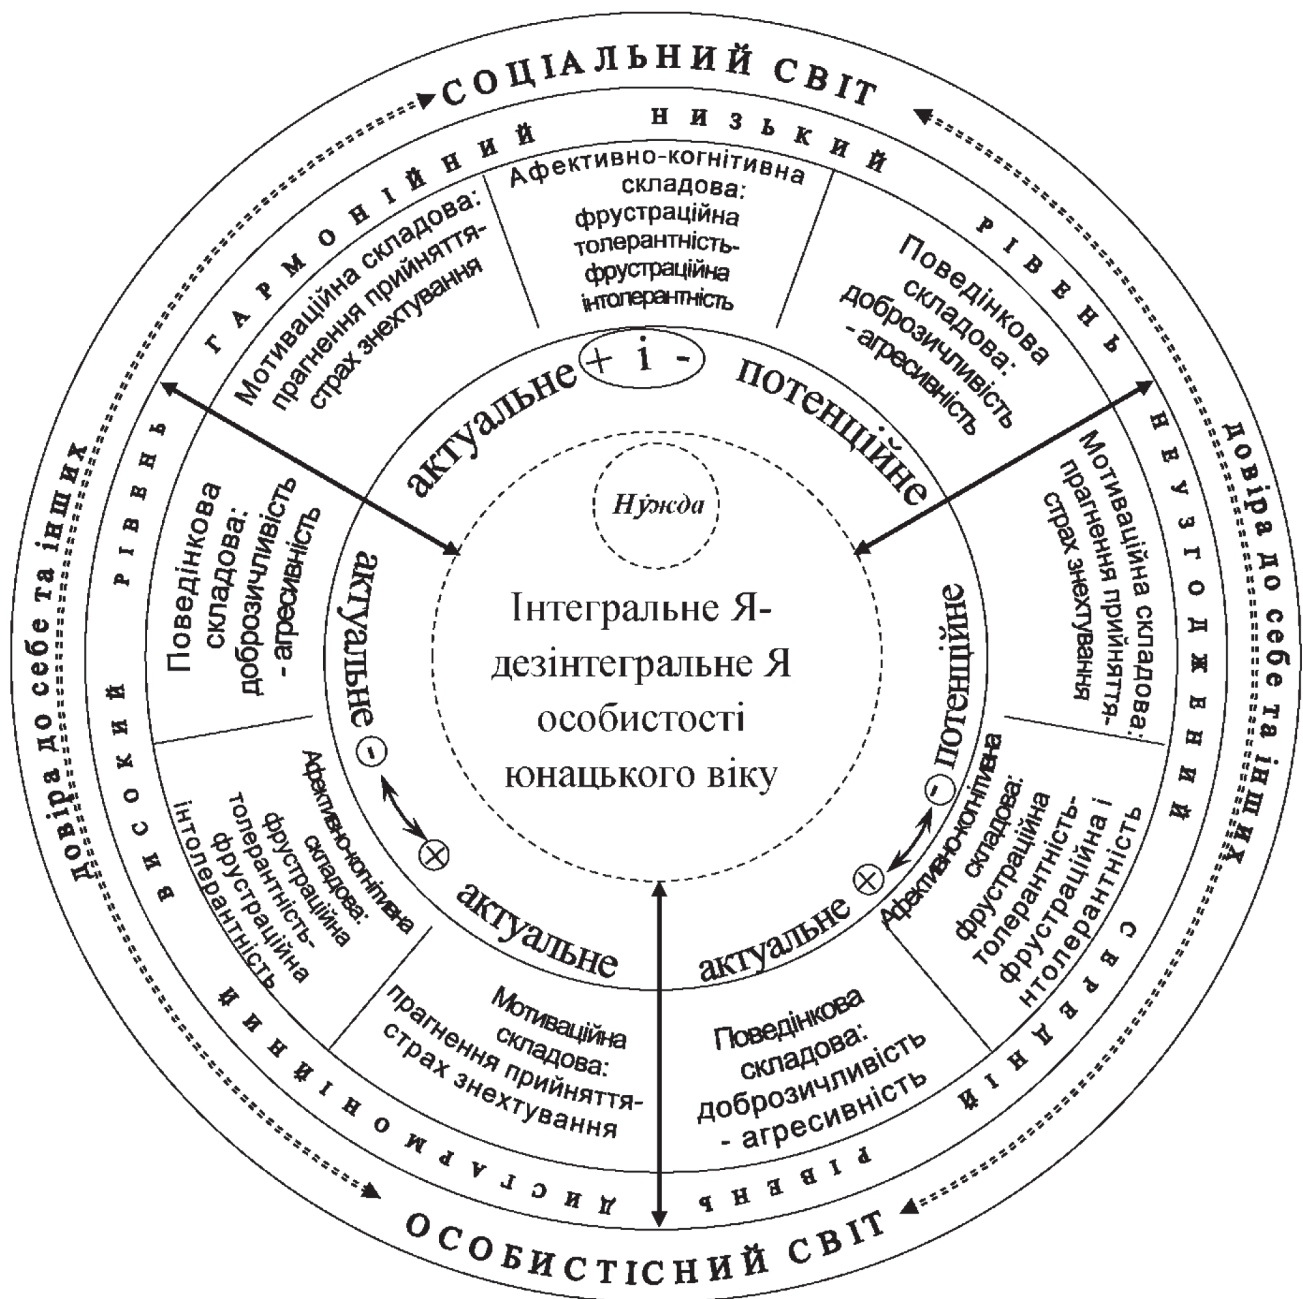 СОЦІАЛЬНИЙ СВІТ
довіра до себе та інших
довіра до себе та інших
ОСОБИСТІСНИЙ СВІТ
ГАРМОНІЙНИЙ
НИЗЬКИЙ РІВЕНЬ
НЕУЗГОДЖЕНИЙ
СЕРЕДНІЙ РІВЕНЬ
ДИСГАРМОНІЙНИЙ
ВИСОКИЙ РІВЕНЬ
Мотиваційна складова:
прагнення прийняття-
страх знехтування
Афективно-когнітивна
складова:
фрустраційна
толерантність-
фрустраційна
інтолерантність
Поведінкова
складова:
доброзичливість
- агресивність
Мотиваційна складова:
прагнення прийняття-
страх знехтування
Афективно-когнітивна
складова:
фрустраційна
толерантність-
фрустраційна і
нтолерантність
Поведінкова
складова:
доброзичливість
- агресивність
Мотиваційна
складова:
прагнення прийняття-
страх знехтування
Афективно-когнітивна
складова:
фрустраційна
толерантність-
фрустраційна
інтолерантність
Поведінкова
складова:
доброзичливість
- агресивність
актуальне + і - потенційне
потенційне -
актуальне +
актуальне
+
актуальне -
Ну́жда
Інтегральне Я-
дезінтегральне Я
особистості
юнацького віку